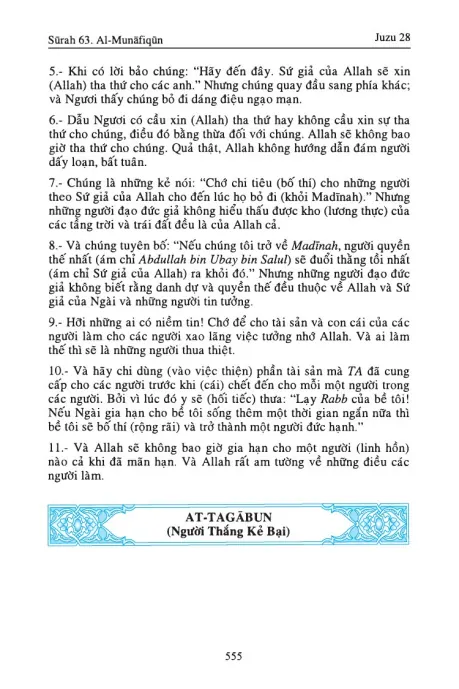 Sūrah 63. Al-Munāfiqūn
Juzu 28
5.- Khi có lời bảo chúng: “Hãy đến đây. Sứ giả của Allah sẽ xin
(Allah) tha thứ cho các anh.” Nhưng chúng quay đầu sang phía khác;
và Ngươi thấy chúng bỏ đi dáng điệu ngạo mạn.
6.- Dẫu Ngươi có cầu xin (Allah) tha thứ hay không cầu xin sự tha
thứ cho chúng, điều đó bằng thừa đối với chúng. Allah sẽ không bao
giờ tha thứ cho chúng. Quả thật, Allah không hướng dẫn đám người
dấy loạn, bất tuân.
7.- Chúng là những kẻ nói: “Chớ chi tiêu (bố thí) cho những người
theo Sứ giả của Allah cho đến lúc họ bỏ đi (khỏi Madīnah).” Nhưng
những người đạo đức giả không hiểu thấu được kho (lương thực) của
các tầng trời và trái đất đều là của Allah cả.
8.- Và chúng tuyên bố: “Nếu chúng tôi trở về Madīnah, người quyền
thế nhất (ám chỉ Abdullah bin Ubay bin Salul) sẽ đuổi thằng tồi nhất
(ám chỉ Sứ giả của Allah) ra khỏi đó.” Nhưng những người đạo đức
giả không biết rằng danh dự và quyền thế đều thuộc về Allah và Sứ
giả của Ngài và những người tin tưởng.
9.- Hỡi những ai có niềm tin! Chớ để cho tài sản và con cái của các
người làm cho các người xao lãng việc tưởng nhớ Allah. Và ai làm
thế thì sẽ là những người thua thiệt.
10.- Và hãy chi dùng (vào việc thiện) phần tài sản mà TA đã cung
cấp cho các người trước khi (cái) chết đến cho mỗi một người trong
các người. Bởi vì lúc đó y sẽ (hối tiếc) thưa: “Lạy Rabb của bề tôi!
Nếu Ngài gia hạn cho bề tôi sống thêm một thời gian ngắn nữa thì
bề tôi sẽ bố thí (rộng rãi) và trở thành một người đức hạnh.”
11.- Và Allah sẽ không bao giờ gia hạn cho một người (linh hồn)
nào cả khi đã mãn hạn. Và Allah rất am tường về những điều các
người làm.
AT-TAGĀBUN
(Người Thắng Kẻ Bại)
555